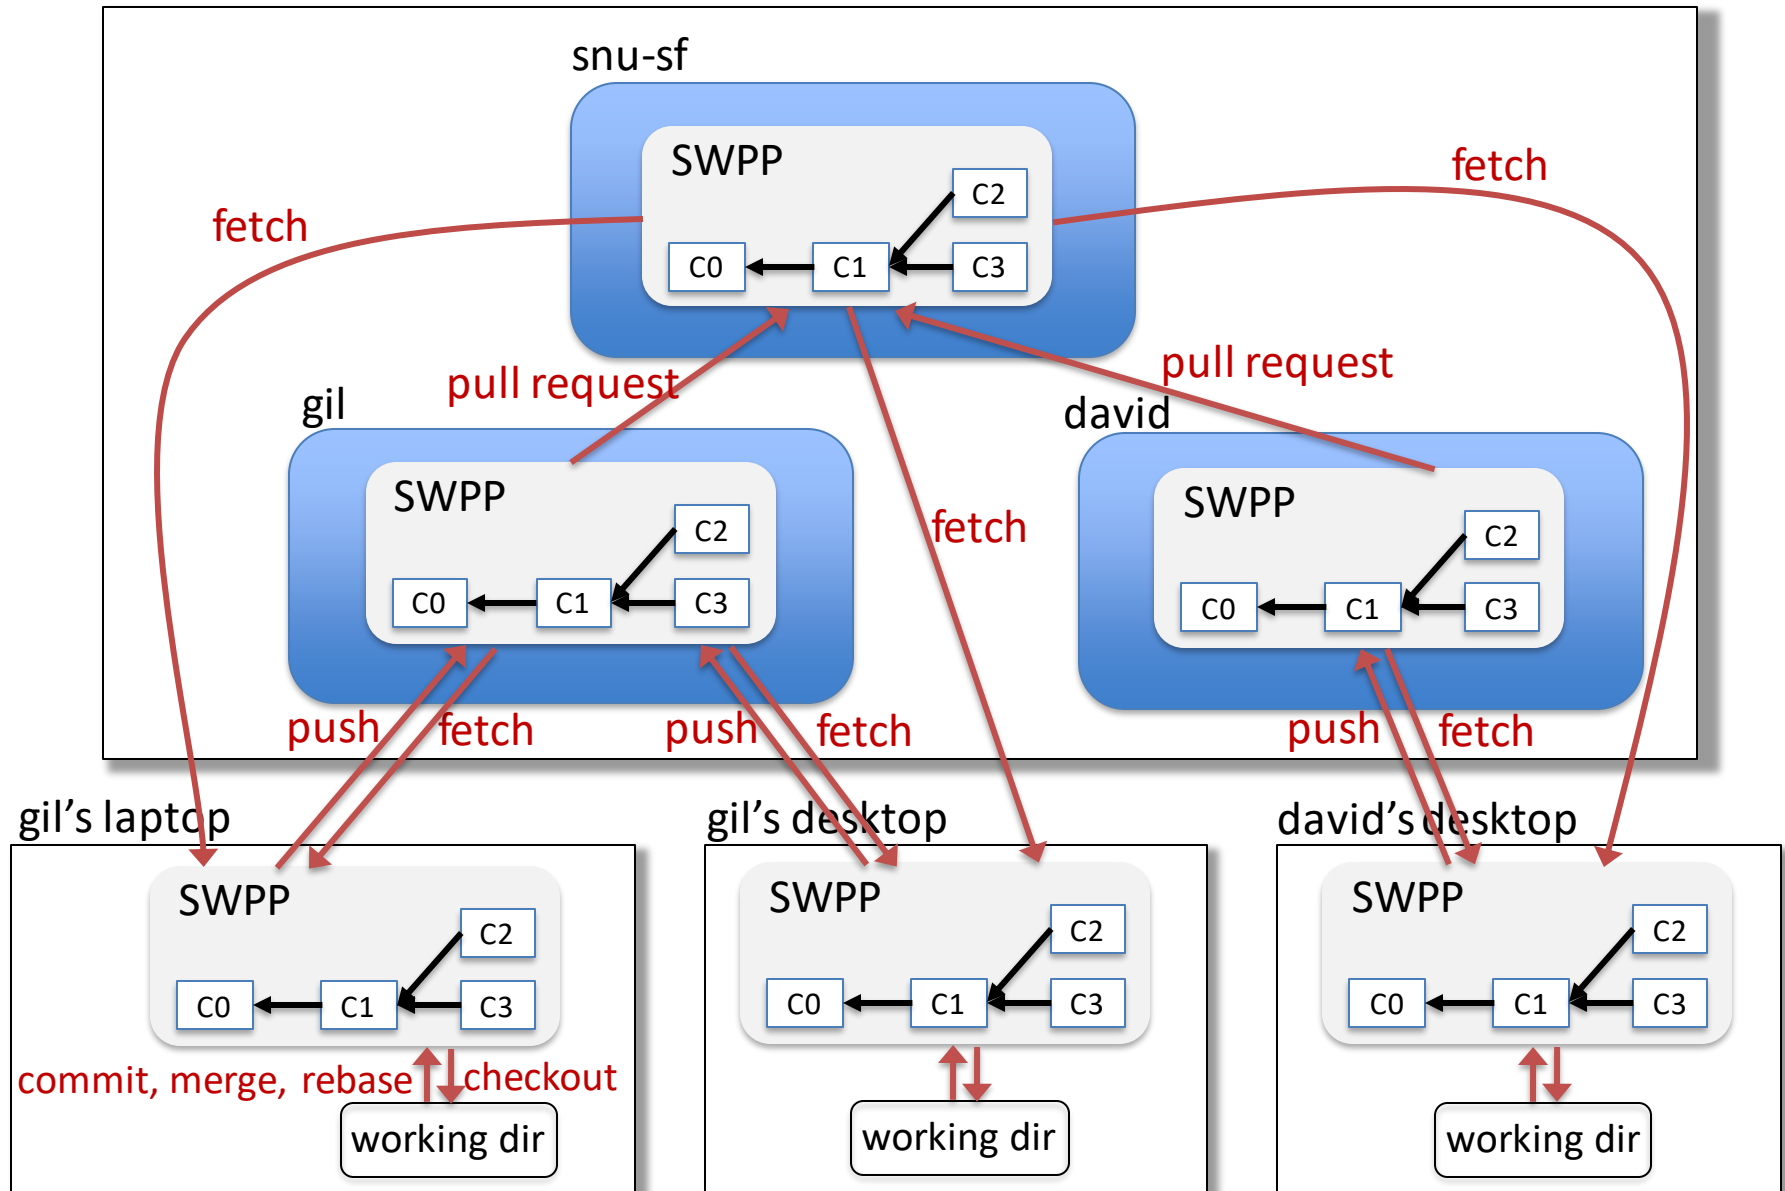 snu-sf
SWPP
C2
C0
C1
C3
fetch
fetch
pull request
pull request
gil
david
SWPP
C2
C0
C1
C3
fetch
SWPP
C2
C0
C1
C3
push
fetch
push
fetch
push
fetch
gil's laptop
gil's desktop
david's desktop
SWPP
C2
C0
C1
C3
SWPP
C2
C0
C1
C3
SWPP
C2
C0
C1
C3
commit, merge, rebase
checkout
working dir
working dir
working dir